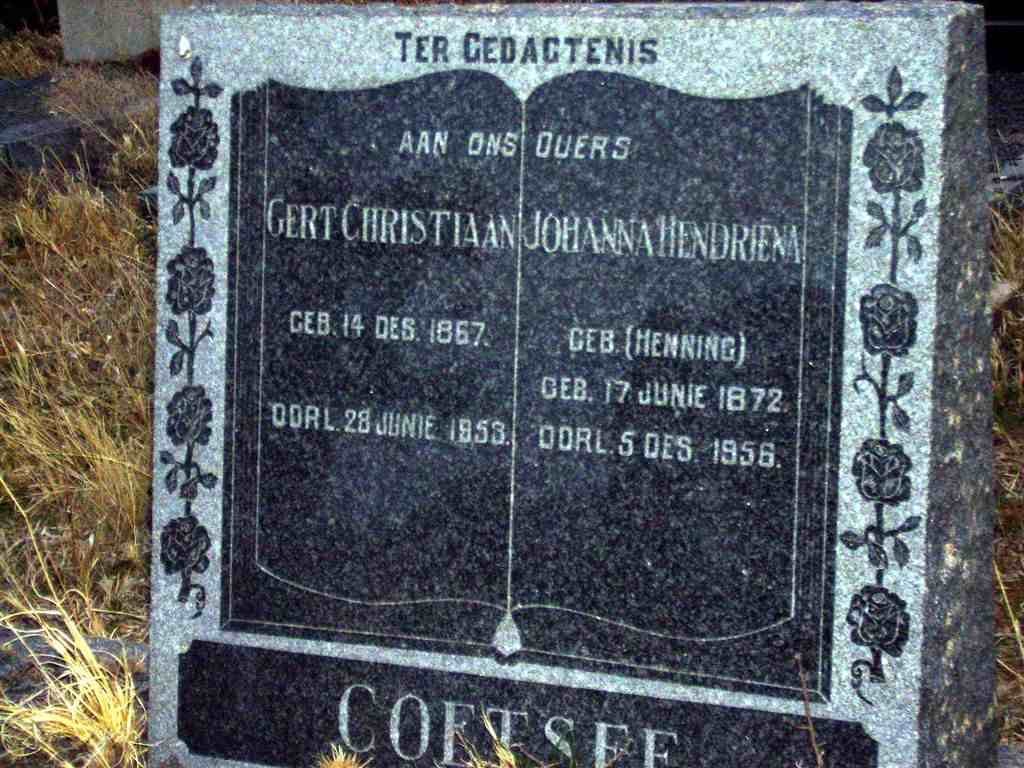 TER GEDAGTENIS
AAN ONS OUERS
GERT CHRISTIAAN
GEB. 14 DES. 1867.
OORL. 28 JUNIE 1953.
JOHANNA HENDRIENA
GEB. (HENNING)
GEB. 17 JUNIE 1872.
OORL. 5 DES. 1956.
COETSEE